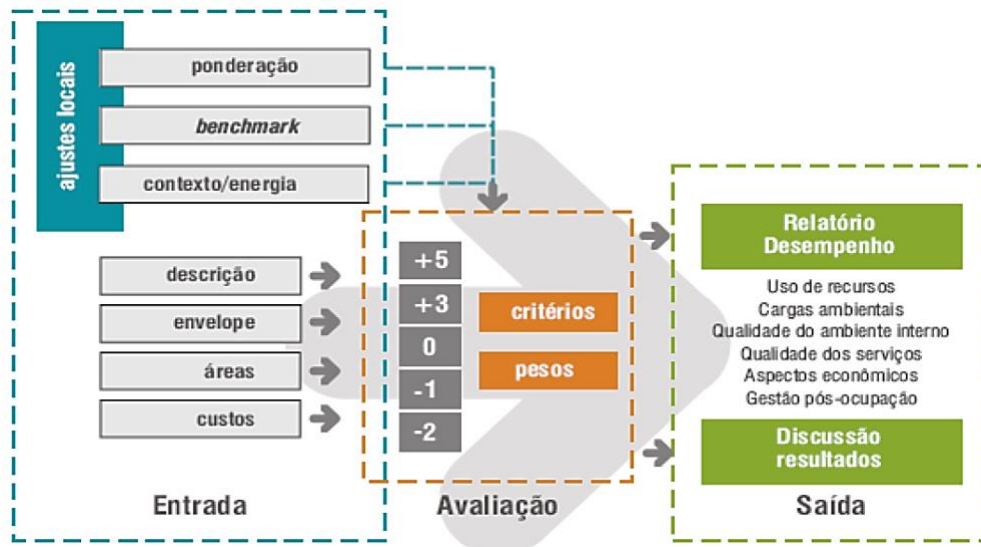 ajustes locais
ponderação
benchmark
contexto/energia
descrição
envelope
áreas
custos
Entrada
+5
+3
0
-1
-2
critérios
pesos
Avaliação
Relatório
Desempenho
Uso de recursos
Cargas ambientais
Qualidade do ambiente interno
Qualidade dos serviços
Aspectos econômicos
Gestão pós-ocupação
Discussão
resultados
Saída